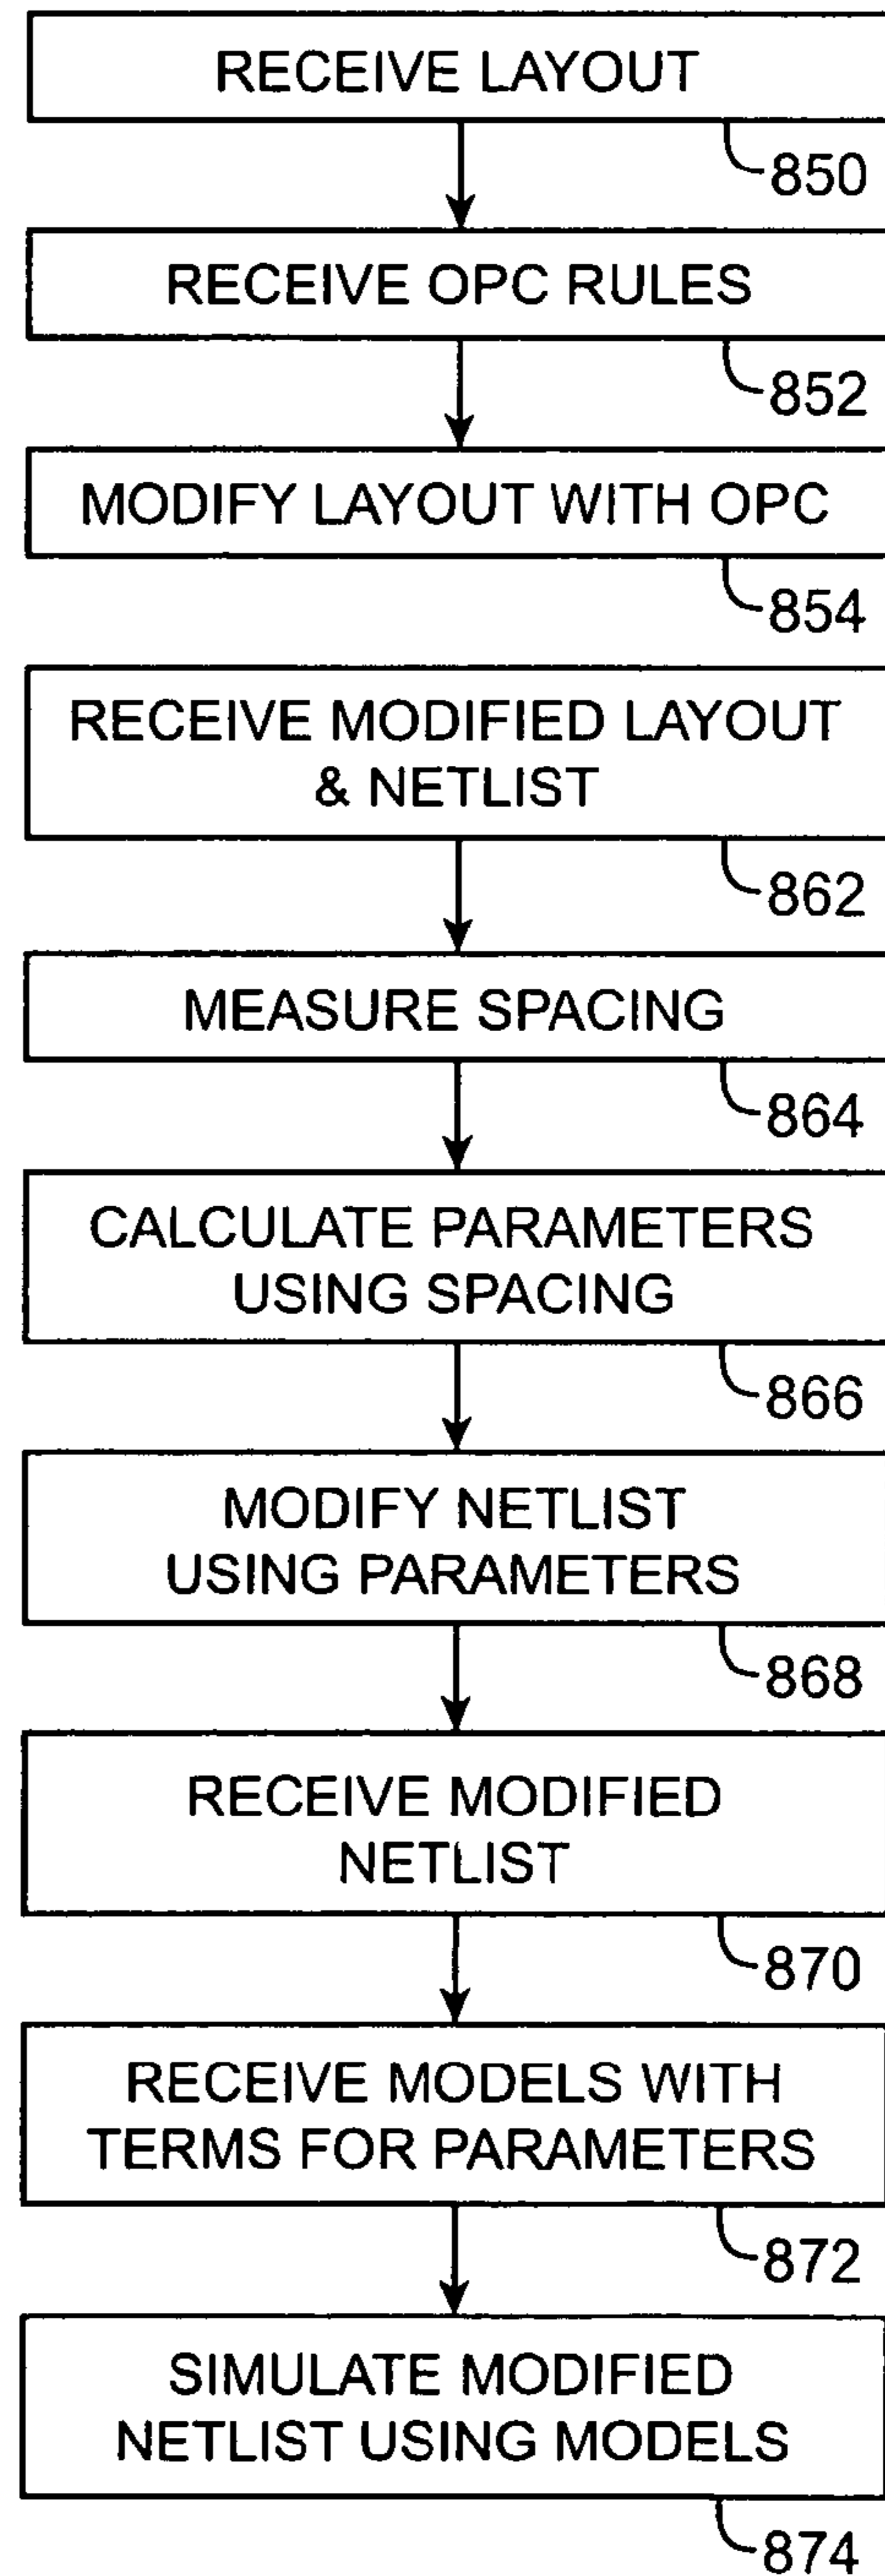 RECEIVE LAYOUT
850
RECEIVE OPC RULES
852
MODIFY LAYOUT WITH OPC
854
RECEIVE MODIFIED LAYOUT
& NETLIST
862
MEASURE SPACING
864
CALCULATE PARAMETERS
USING SPACING
866
MODIFY NETLIST
USING PARAMETERS
868
RECEIVE MODIFIED
NETLIST
870
RECEIVE MODELS WITH
TERMS FOR PARAMETERS
872
SIMULATE MODIFIED
NETLIST USING MODELS
874